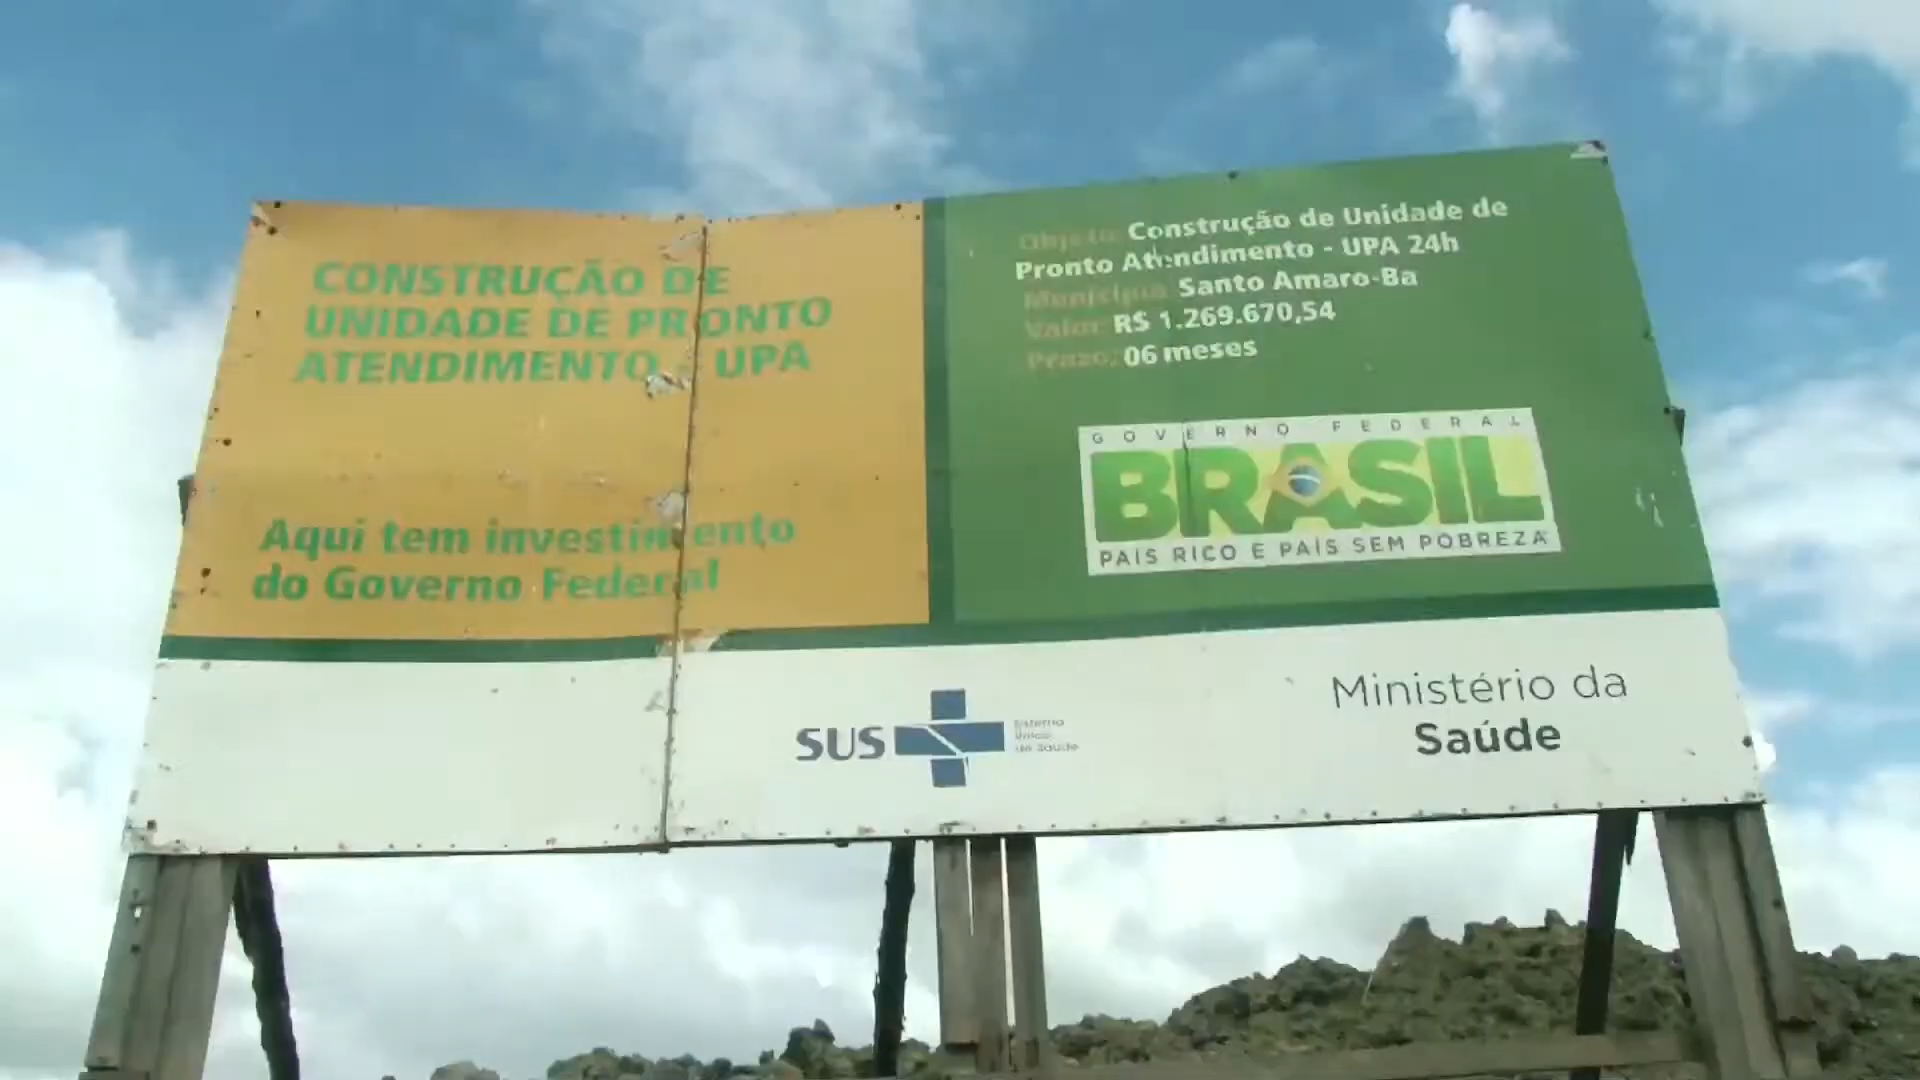 CONSTRUÇÃO DE
UNIDADE DE PRONTO
ATENDIMENTO - UPA
Aqui tem investimento
do Governo Federal
Objeto: Construção de Unidade de
Pronto Atendimento - UPA 24h
Município: Santo Amaro-Ba
Valor: R$ 1.269.670,54
Prazo: 06 meses
GOVERNO FEDERAL
BRASIL
PAÍS RICO É PAÍS SEM POBREZA
SUS
Sistema
Único
de Saúde
Ministério da
Saúde